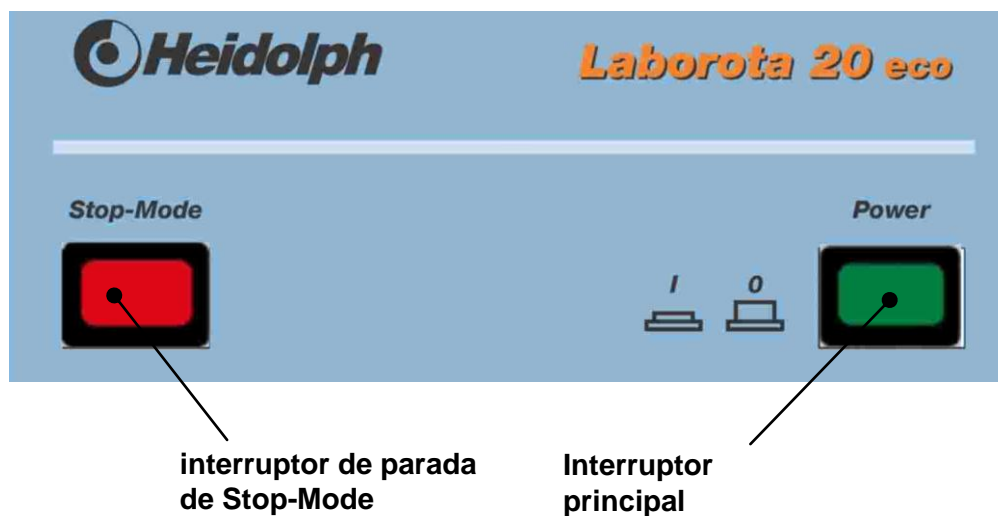 Heidolph
Laborota 20 eco
Stop-Mode
Power
I 0
interruptor de parada
de Stop-Mode
Interruptor
principal